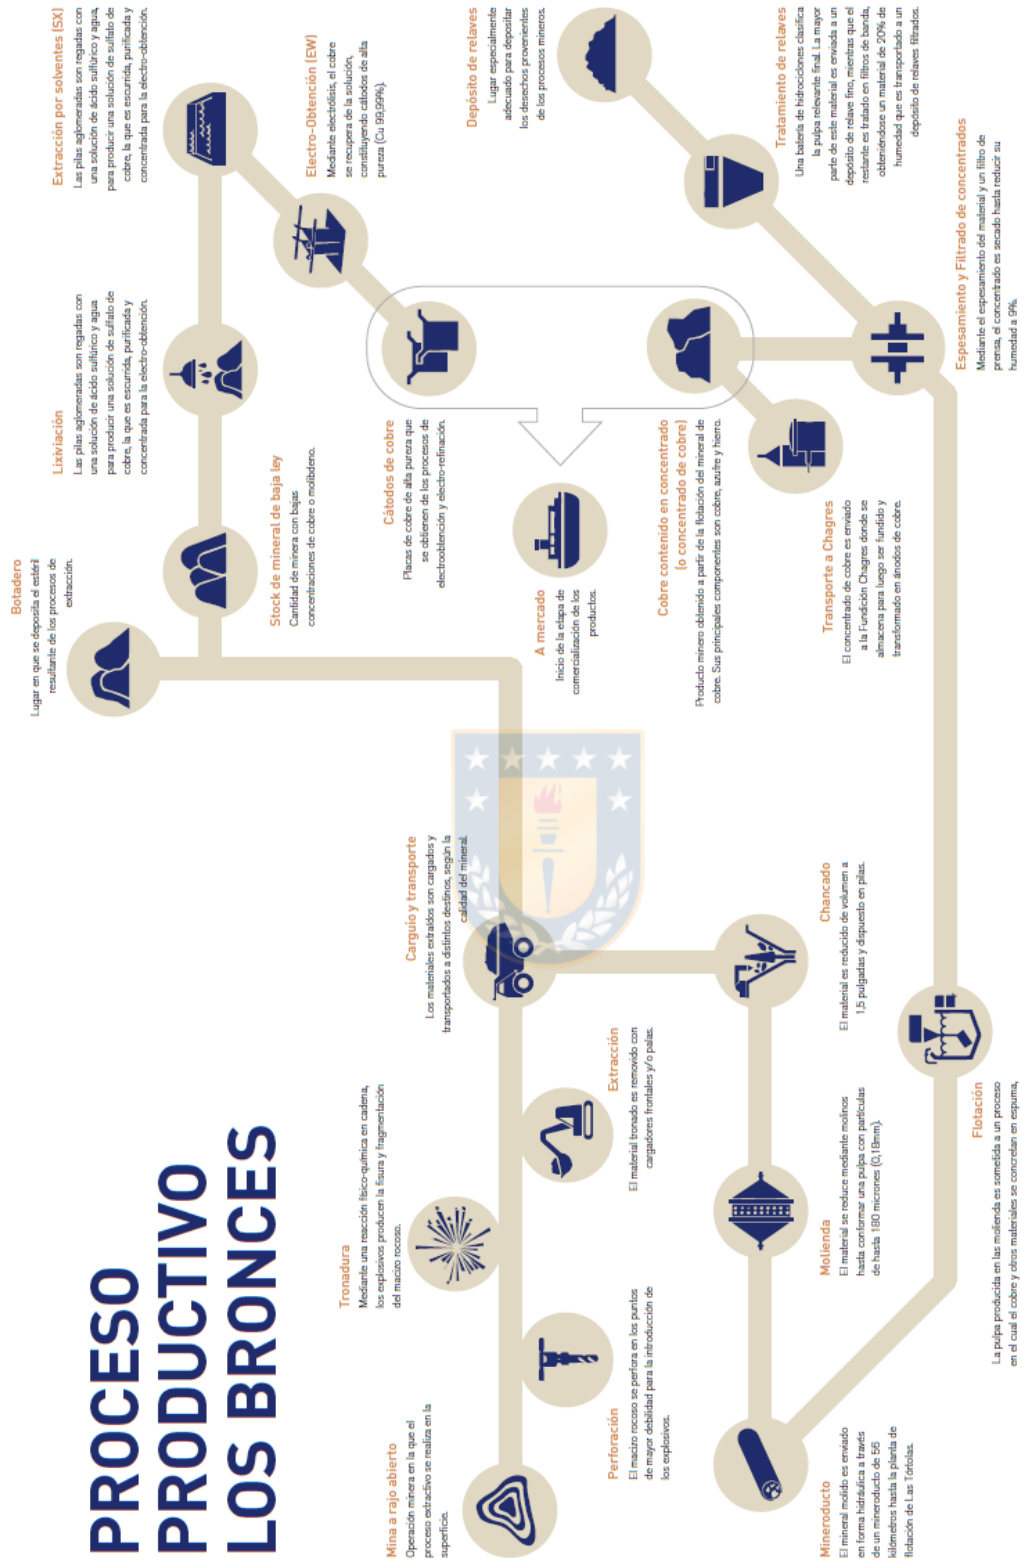 PROCESO
PRODUCTIVO
LOS BRONCES
Mina a rajo abierto
Operación minera en la que el
proceso extractivo se realiza en la
superficie.
Perforación
El macizo rocoso se perfora en los puntos
de mayor debilidad para la introducción de
los explosivos.
Tronadura
Mediante una reacción físico-química en cadena,
los explosivos producen la fisura y fragmentación
del macizo rocoso.
Extracción
El material tronado es removido con
cargadores frontales y/o palas.
Carguio y transporte
Los materiales extraídos son cargados y
transportados a distintos destinos, según la
calidad del mineral.
Botadero
Lugar en que se deposita el estéril
resultante de los procesos de
extracción.
Stock de mineral de baja ley
Cantidad de minera con bajas
concentraciones de cobre o molibdeno.
Lixiviación
Las pilas aglomeradas son regadas con
una solución de ácido sulfúrico y agua
para producir una solución de sulfato de
cobre, la que es escurrida, purificada y
concentrada para la electro-obtención.
Extracción por solventes (SX)
Las pilas aglomeradas son regadas con
una solución de ácido sulfúrico y agua,
para producir una solución de sulfato de
cobre, la que es escurrida, purificada y
concentrada para la electro-obtención.
Electro-Obtención (EW)
Mediante electrólisis, el cobre
se recupera de la solución,
constituyendo cátodos de alta
pureza (Cu 99,99%).
Cátodos de cobre
Placas de cobre de alta pureza que
se obtienen de los procesos de
electroobtención y electro-refinación.
A mercado
Inicio de la etapa de
comercialización de los
productos.
Cobre contenido en concentrado
(o concentrado de cobre)
Producto minero obtenido a partir de la flotación del mineral de
cobre. Sus principales componentes son cobre, azufre y hierro.
Transporte a Chagres
El concentrado de cobre es enviado
a la Fundición Chagres donde se
almacena para luego ser fundido y
transformado en ánodos de cobre.
Chancado
El material es reducido de volumen a
1,5 pulgadas y dispuesto en pilas.
Molienda
El material se reduce mediante molinos
hasta conformar una pulpa con partículas
de hasta 180 micrones (0,18mm).
Mineroducto
El mineral molido es enviado
en forma hidráulica a través
de un mineroducto de 56
kilómetros hasta la planta de
flotación de Las Tórtolas.
Flotación
La pulpa producida en las molienda es sometida a un proceso
en el cual el cobre y otros materiales se concretan en espuma,
Espesamiento y Filtrado de concentrados
Mediante el espesamiento del material y un filtro de
prensa, el concentrado es secado hasta reducir su
humedad a 9%.
Tratamiento de relaves
Una batería de hidrociclones clasifica
la pulpa relevante final. La mayor
parte de este material es enviada a un
depósito de relave fino, mientras que el
restante es tratado en filtros de banda,
obteniéndose un material de 20% de
humedad que es transportado a un
depósito de relaves filtrados.
Depósito de relaves
Lugar especialmente
adecuado para depositar
los desechos provenientes
de los procesos mineros.